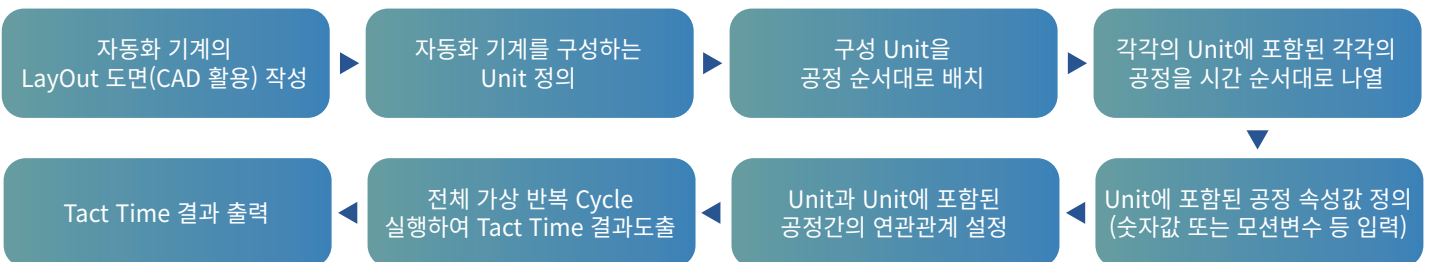 자동화 기계의
LayOut 도면(CAD 활용) 작성
자동화 기계를 구성하는
Unit 정의
구성 Unit을
공정 순서대로 배치
각각의 Unit에 포함된 각각의
공정을 시간 순서대로 나열
Unit에 포함된 공정 속성값 정의
(숫자값 또는 모션변수 등 입력)
Unit과 Unit에 포함된
공정간의 연관관계 설정
전체 가상 반복 Cycle
실행하여 Tact Time 결과도출
Tact Time 결과 출력